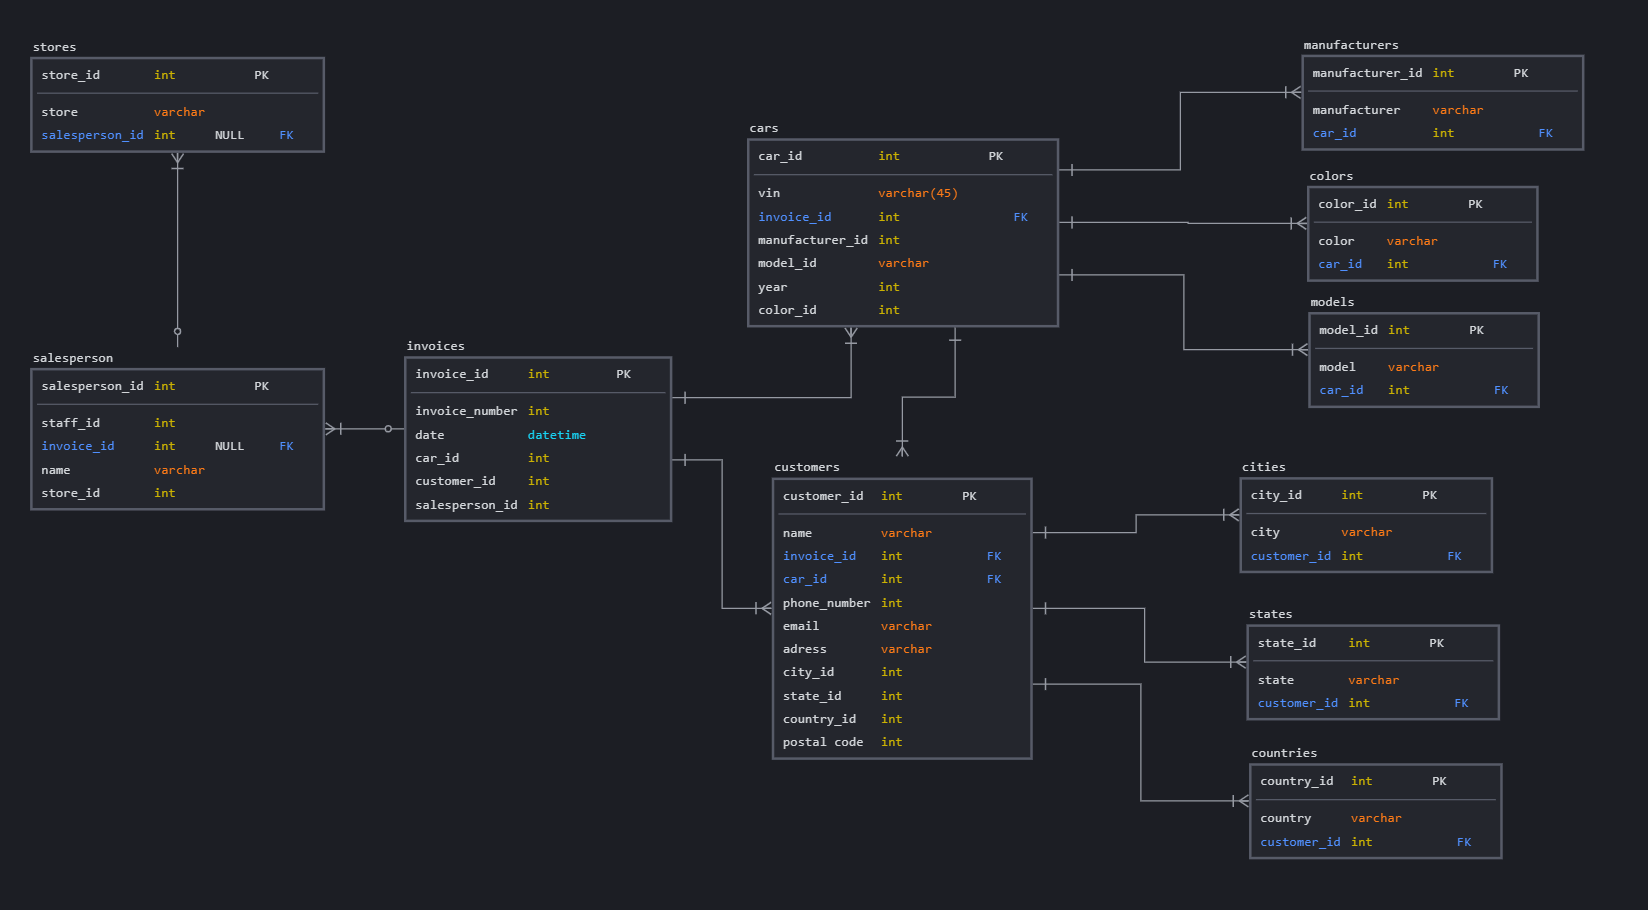 stores
store_id int PK
store varchar
salesperson_id int NULL FK
salesperson
salesperson_id int PK
staff_id int
invoice_id int NULL FK
name varchar
store_id int
invoices
invoice_id int PK
invoice_number int
date datetime
car_id int
customer_id int
salesperson_id int
cars
car_id int PK
vin varchar(45)
invoice_id int FK
manufacturer_id int
model_id varchar
year int
color_id int
customers
customer_id int PK
name varchar
invoice_id int FK
car_id int FK
phone_number int
email varchar
adress varchar
city_id int
state_id int
country_id int
postal code int
manufacturers
manufacturer_id int PK
manufacturer varchar
car_id int FK
colors
color_id int PK
color varchar
car_id int FK
models
model_id int PK
model varchar
car_id int FK
cities
city_id int PK
city varchar
customer_id int FK
states
state_id int PK
state varchar
customer_id int FK
countries
country_id int PK
country varchar
customer_id int FK